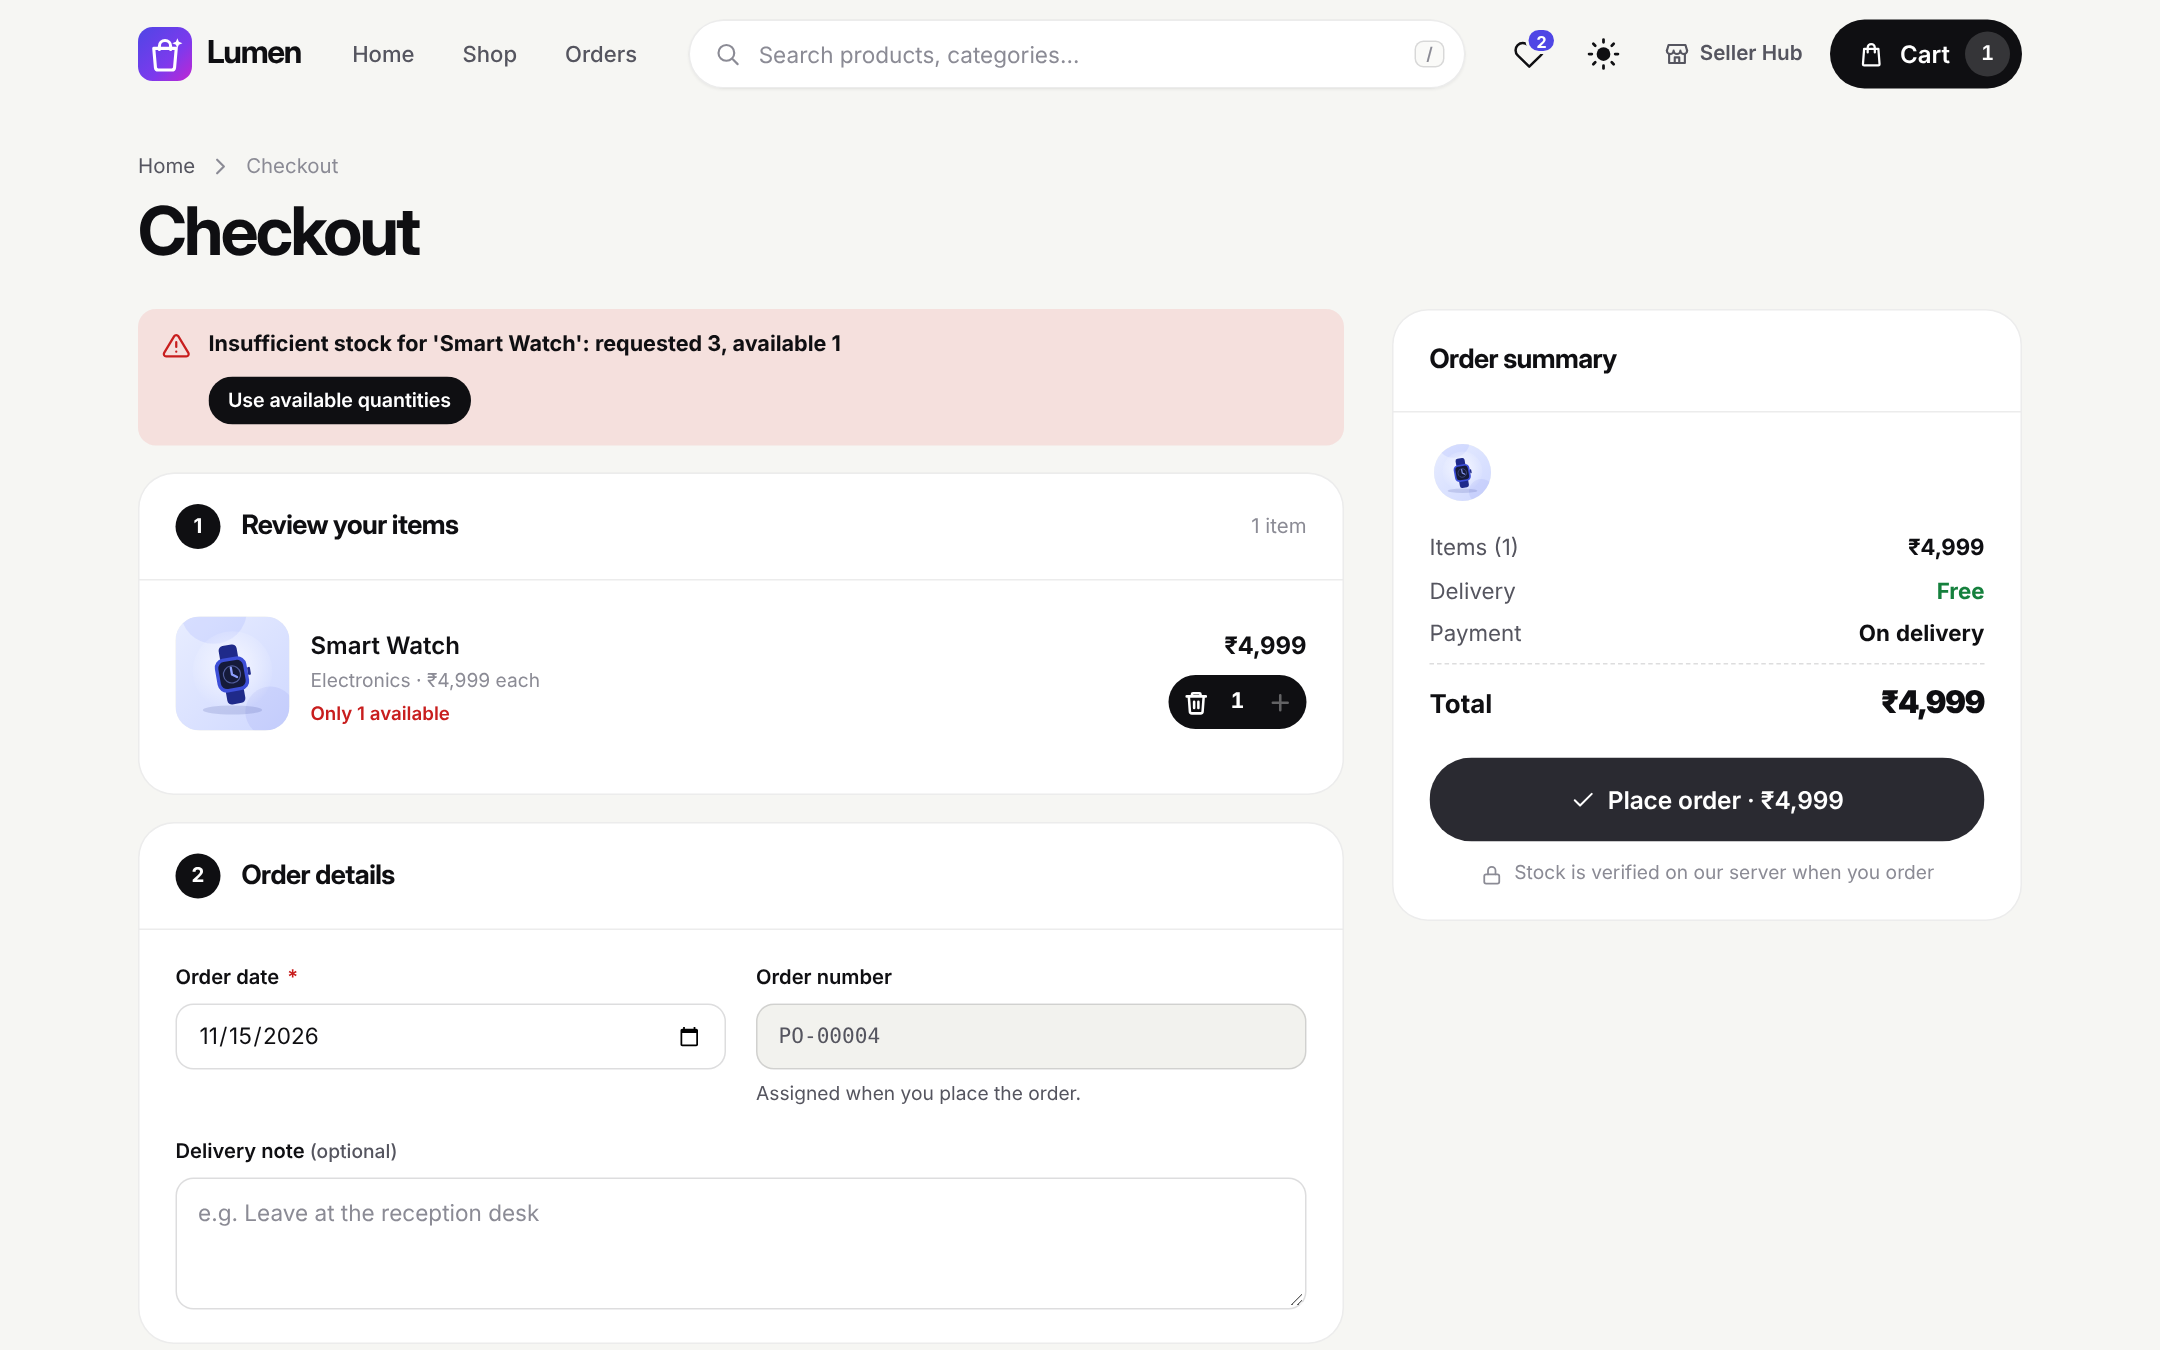 Lumen
Home
Shop
Orders
Search products, categories...
/
2
Seller Hub
Cart
1
Home
Checkout
Checkout
Insufficient stock for 'Smart Watch': requested 3, available 1
Use available quantities
1
Review your items
1 item
Smart Watch
₹4,999
Electronics · ₹4,999 each
Only 1 available
1
2
Order details
Order date *
Order number
11/15/2026
PO-00004
Assigned when you place the order.
Delivery note (optional)
e.g. Leave at the reception desk
Order summary
Items (1)
₹4,999
Delivery
Free
Payment
On delivery
Total
₹4,999
Place order · ₹4,999
Stock is verified on our server when you order